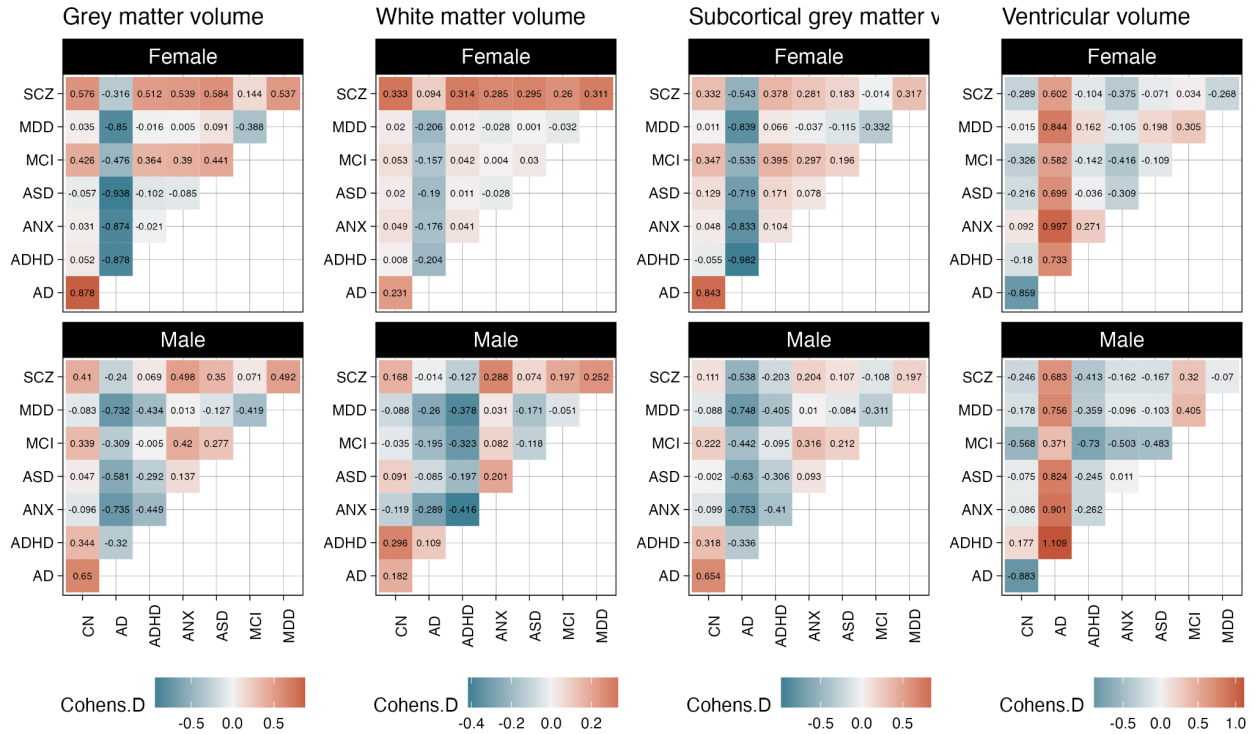 Grey matter volume
Female
SCZ 0.576 -0.316 0.512 0.539 0.584 0.144 0.537
MDD 0.035 -0.85 -0.016 0.005 0.091 -0.388
MCI 0.426 -0.476 0.364 0.39 0.441
ASD -0.057 -0.938 -0.102 -0.085
ANX 0.031 -0.874 -0.021
ADHD 0.052 -0.878
AD 0.878
Male
SCZ 0.41 -0.24 0.069 0.498 0.35 0.071 0.492
MDD -0.083 -0.732 -0.434 0.013 -0.127 -0.419
MCI 0.339 -0.309 -0.005 0.42 0.277
ASD 0.047 -0.581 -0.292 0.137
ANX -0.096 -0.735 -0.449
ADHD 0.344 -0.32
AD 0.65
CN AD ADHD ANX ASD MCI MDD
Cohens.D
-0.5 0.0 0.5
White matter volume
Female
SCZ 0.333 0.094 0.314 0.285 0.295 0.26 0.311
MDD 0.02 -0.206 0.012 -0.028 0.001 -0.032
MCI 0.053 -0.157 0.042 0.004 0.03
ASD 0.02 -0.19 0.011 -0.028
ANX 0.049 -0.176 0.041
ADHD 0.008 -0.204
AD 0.231
Male
SCZ 0.168 -0.014 -0.127 0.288 0.074 0.197 0.252
MDD -0.088 -0.26 -0.378 0.031 -0.171 -0.051
MCI -0.035 -0.195 -0.323 0.082 -0.118
ASD 0.091 -0.085 -0.197 0.201
ANX -0.119 -0.289 -0.416
ADHD 0.296 0.109
AD 0.182
CN AD ADHD ANX ASD MCI MDD
Cohens.D
-0.4 -0.2 0.0 0.2
Subcortical grey matter v
Female
SCZ 0.332 -0.543 0.378 0.281 0.183 -0.014 0.317
MDD 0.011 -0.839 0.066 -0.037 -0.115 -0.332
MCI 0.347 -0.535 0.395 0.297 0.196
ASD 0.129 -0.719 0.171 0.078
ANX 0.048 -0.833 0.104
ADHD -0.055 -0.982
AD 0.843
Male
SCZ 0.111 -0.538 -0.203 0.204 0.107 -0.108 0.197
MDD -0.088 -0.748 -0.405 0.01 -0.084 -0.311
MCI 0.222 -0.442 -0.095 0.316 0.212
ASD -0.002 -0.63 -0.306 0.093
ANX -0.099 -0.753 -0.41
ADHD 0.318 -0.336
AD 0.654
CN AD ADHD ANX ASD MCI MDD
Cohens.D
-0.5 0.0 0.5
Ventricular volume
Female
SCZ -0.289 0.602 -0.104 -0.375 -0.071 0.034 -0.268
MDD -0.015 0.844 0.162 -0.105 0.198 0.305
MCI -0.326 0.582 -0.142 -0.416 -0.109
ASD -0.216 0.699 -0.036 -0.309
ANX 0.092 0.997 0.271
ADHD -0.18 0.733
AD -0.859
Male
SCZ -0.246 0.683 -0.413 -0.162 -0.167 0.32 -0.07
MDD -0.178 0.756 -0.359 -0.096 -0.103 0.405
MCI -0.568 0.371 -0.73 -0.503 -0.483
ASD -0.075 0.824 -0.245 0.011
ANX -0.086 0.901 -0.262
ADHD 0.177 1.109
AD -0.883
CN AD ADHD ANX ASD MCI MDD
Cohens.D
-0.5 0.0 0.5 1.0